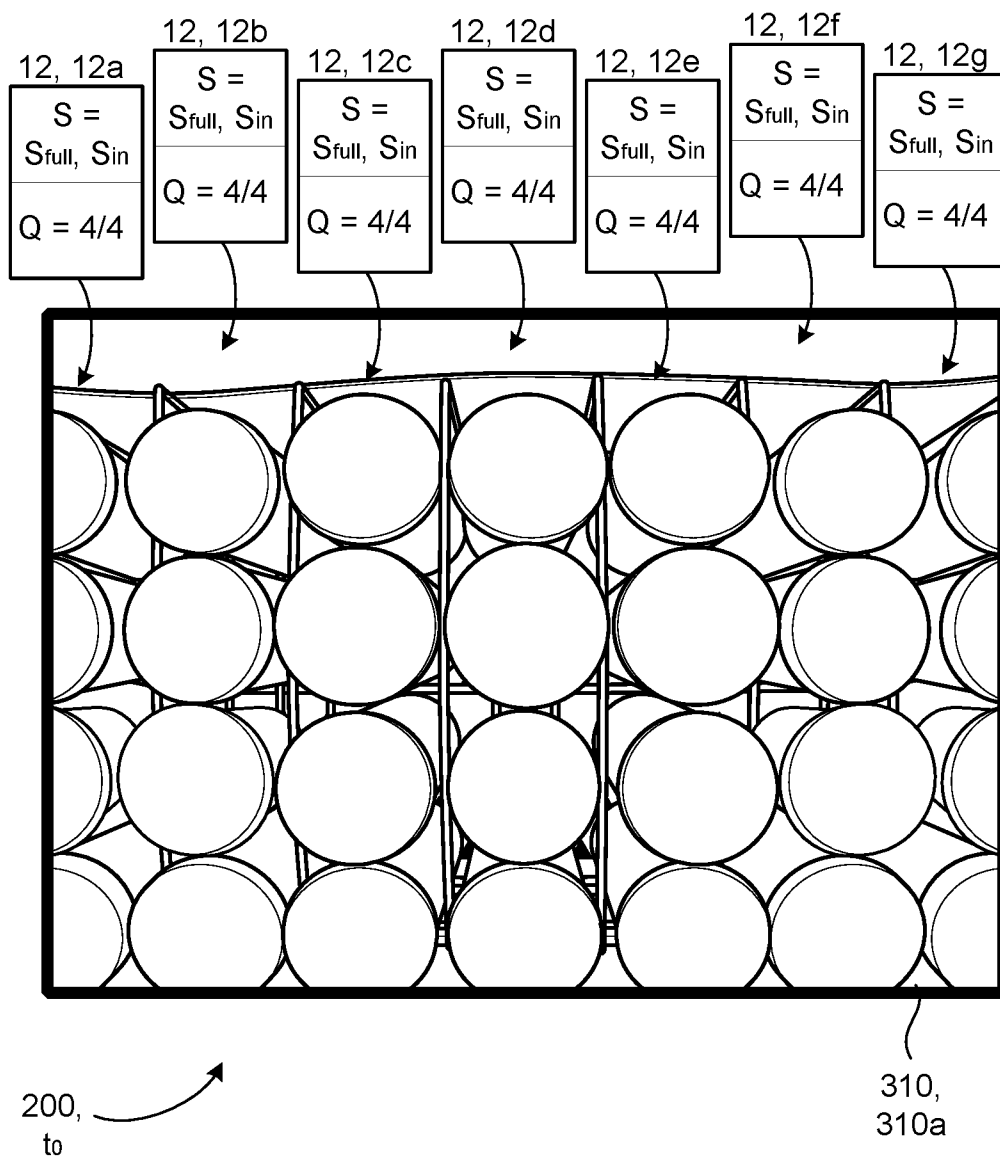 12, 12a
S =
Sfull, Sin
Q = 4/4
12, 12b
S =
Sfull, Sin
Q = 4/4
12, 12c
S =
Sfull, Sin
Q = 4/4
12, 12d
S =
Sfull, Sin
Q = 4/4
12, 12e
S =
Sfull, Sin
Q = 4/4
12, 12f
S =
Sfull, Sin
Q = 4/4
12, 12g
S =
Sfull, Sin
Q = 4/4
200,
t0
310,
310a